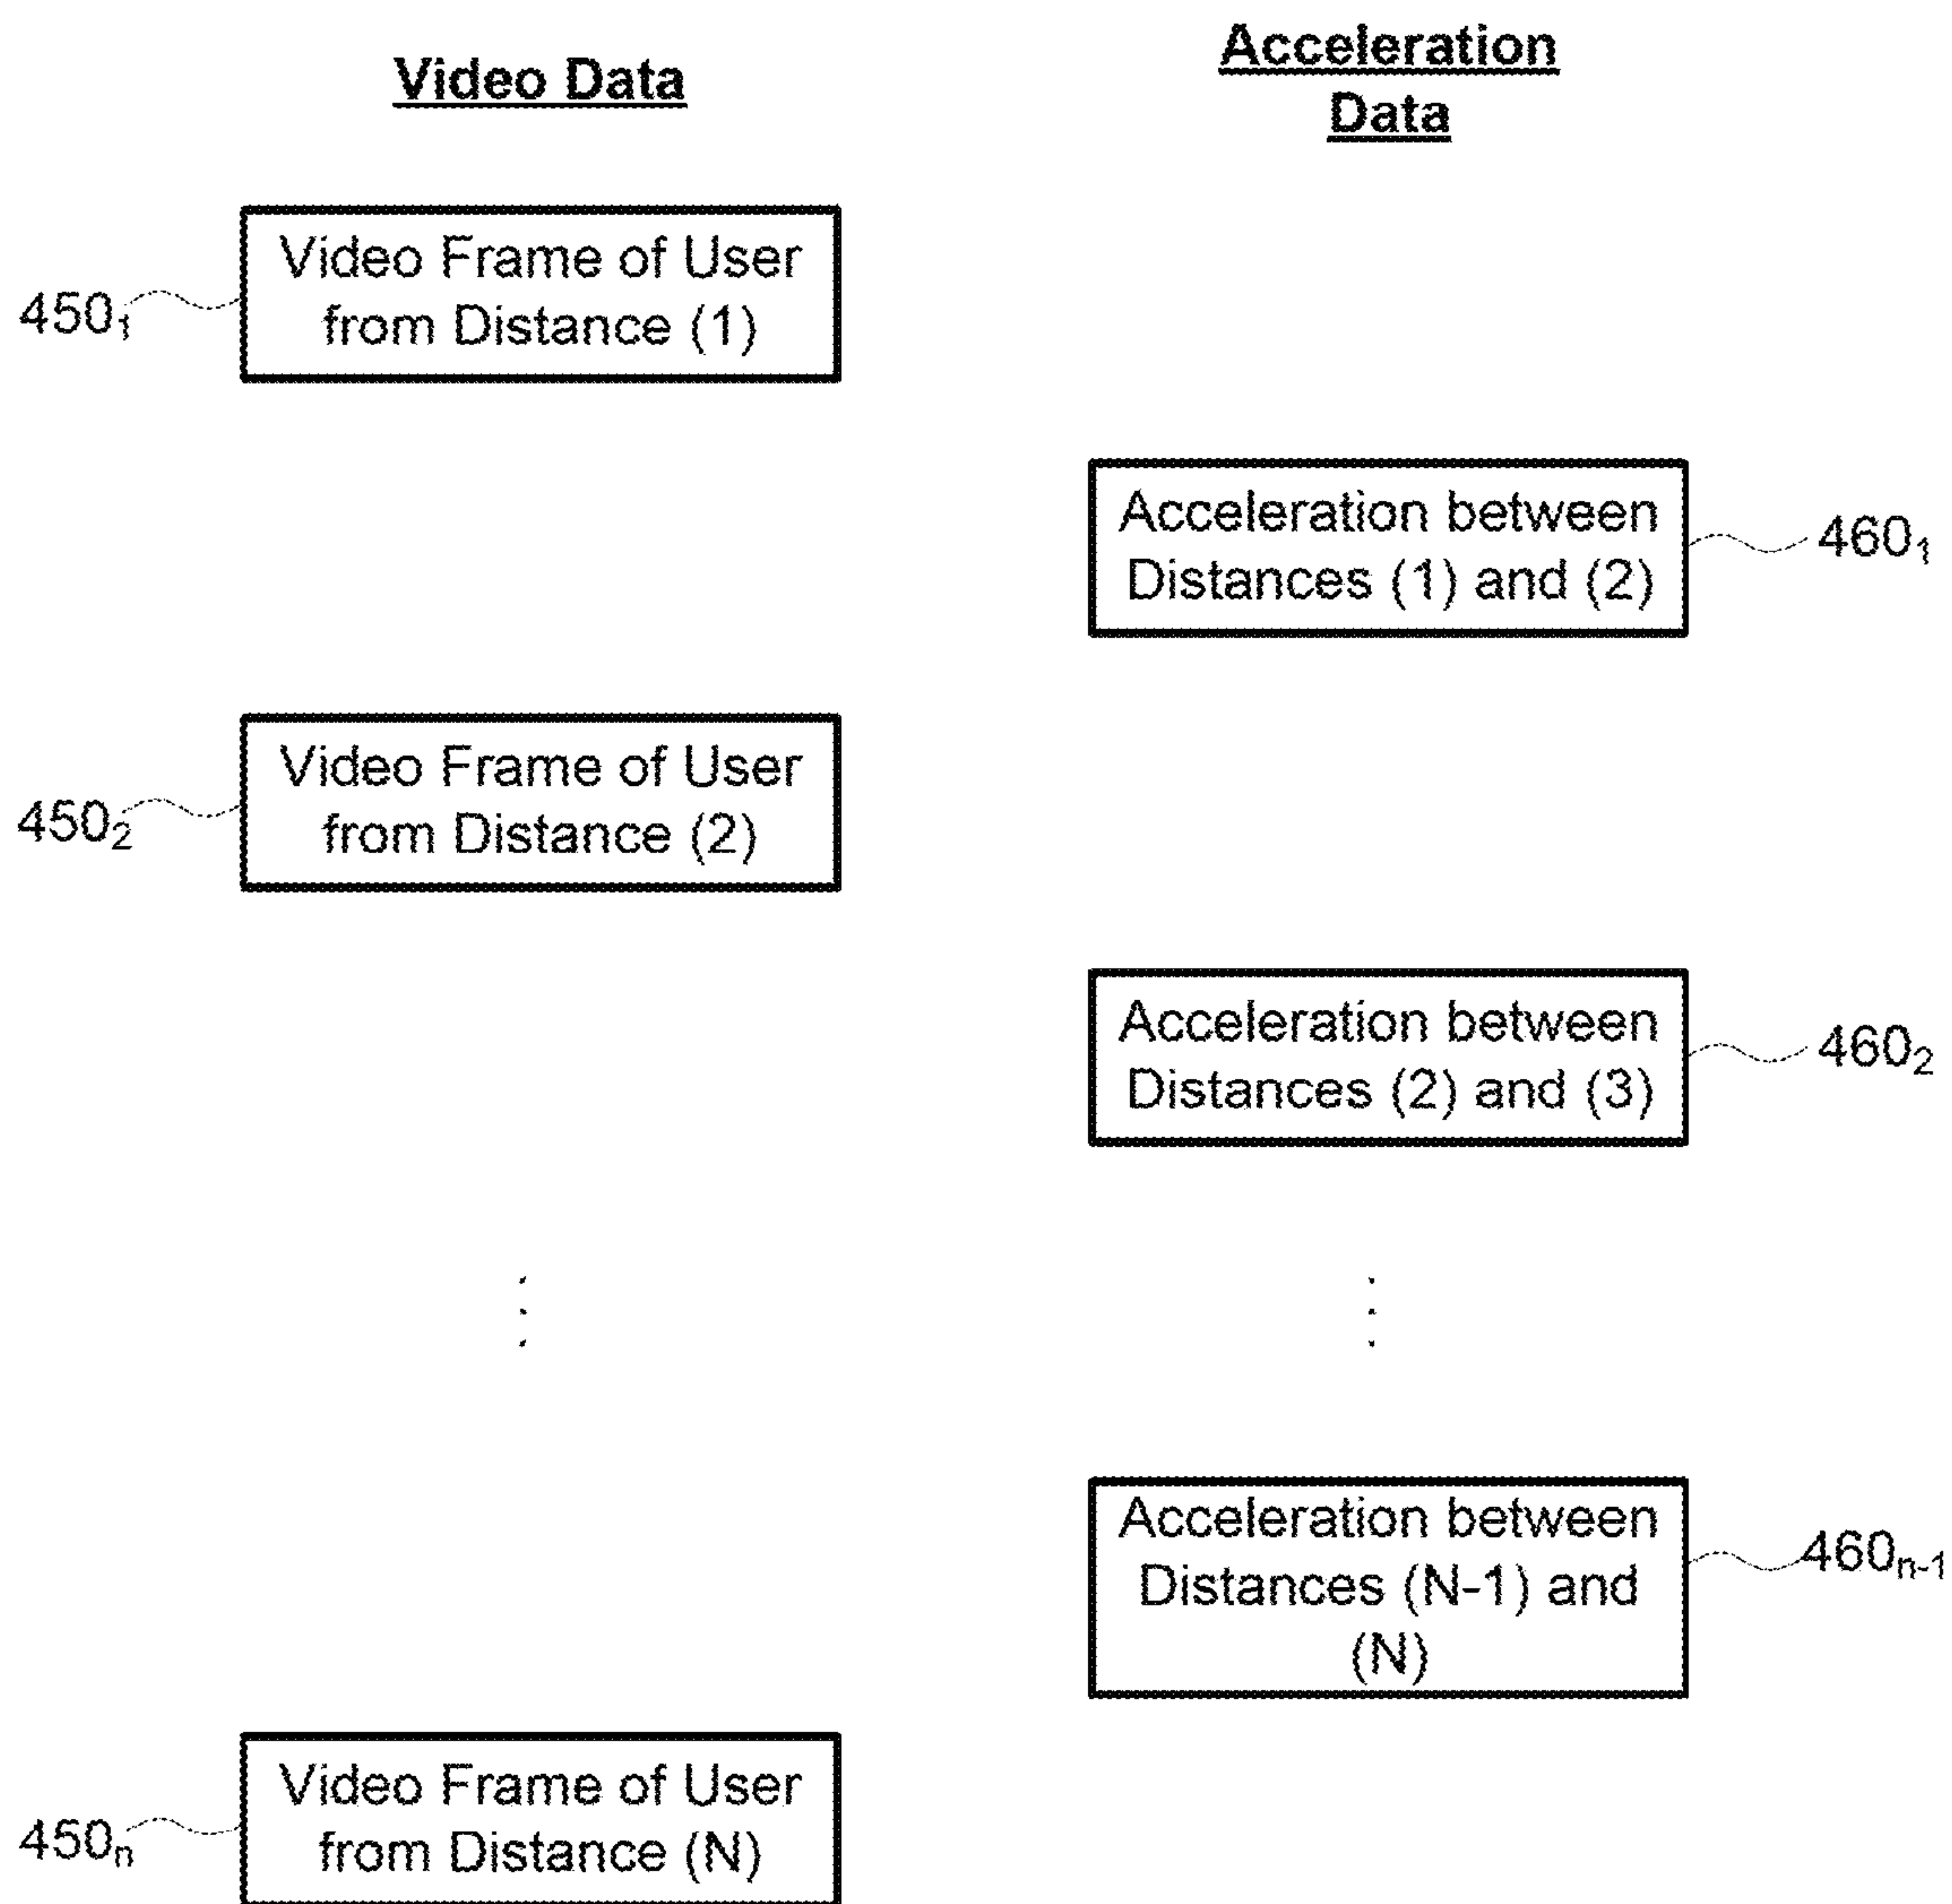 Video Data
Acceleration
Data
Video Frame of User
from Distance (1)
450₁
Acceleration between
Distances (1) and (2)
460₁
Video Frame of User
from Distance (2)
450₂
Acceleration between
Distances (2) and (3)
460₂
Acceleration between
Distances (N-1) and
(N)
460ₙ₋₁
Video Frame of User
from Distance (N)
450ₙ